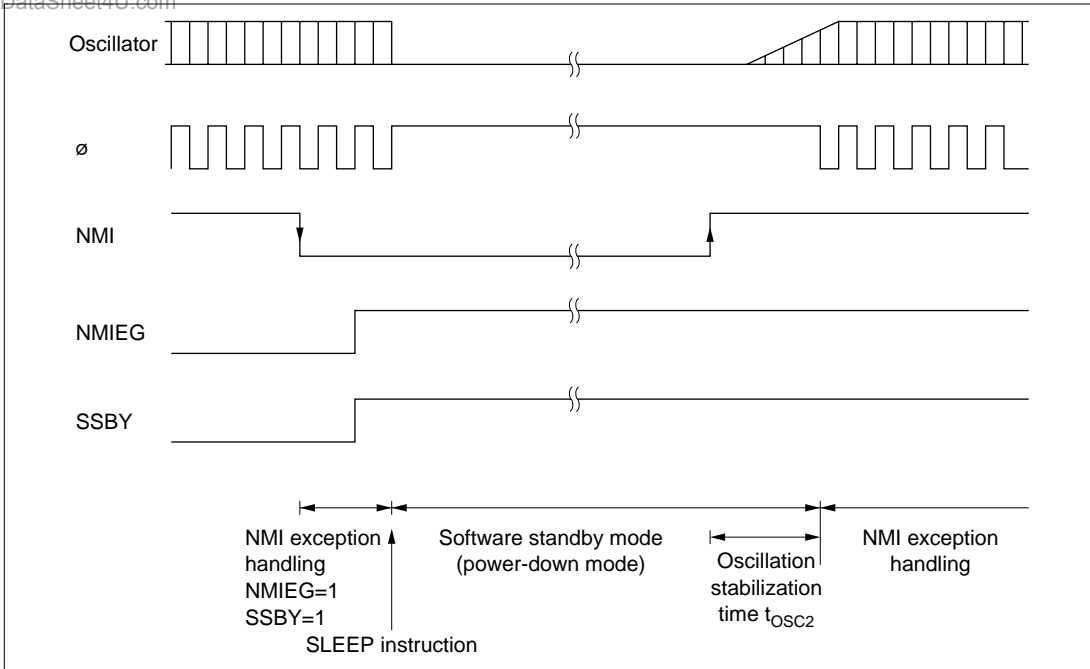 DataSheet4U.com
Oscillator
ø
NMI
NMIEG
SSBY
NMI exception
handling
NMIEG=1
SSBY=1
SLEEP instruction
Software standby mode
(power-down mode)
Oscillation
stabilization
time tOSC2
NMI exception
handling